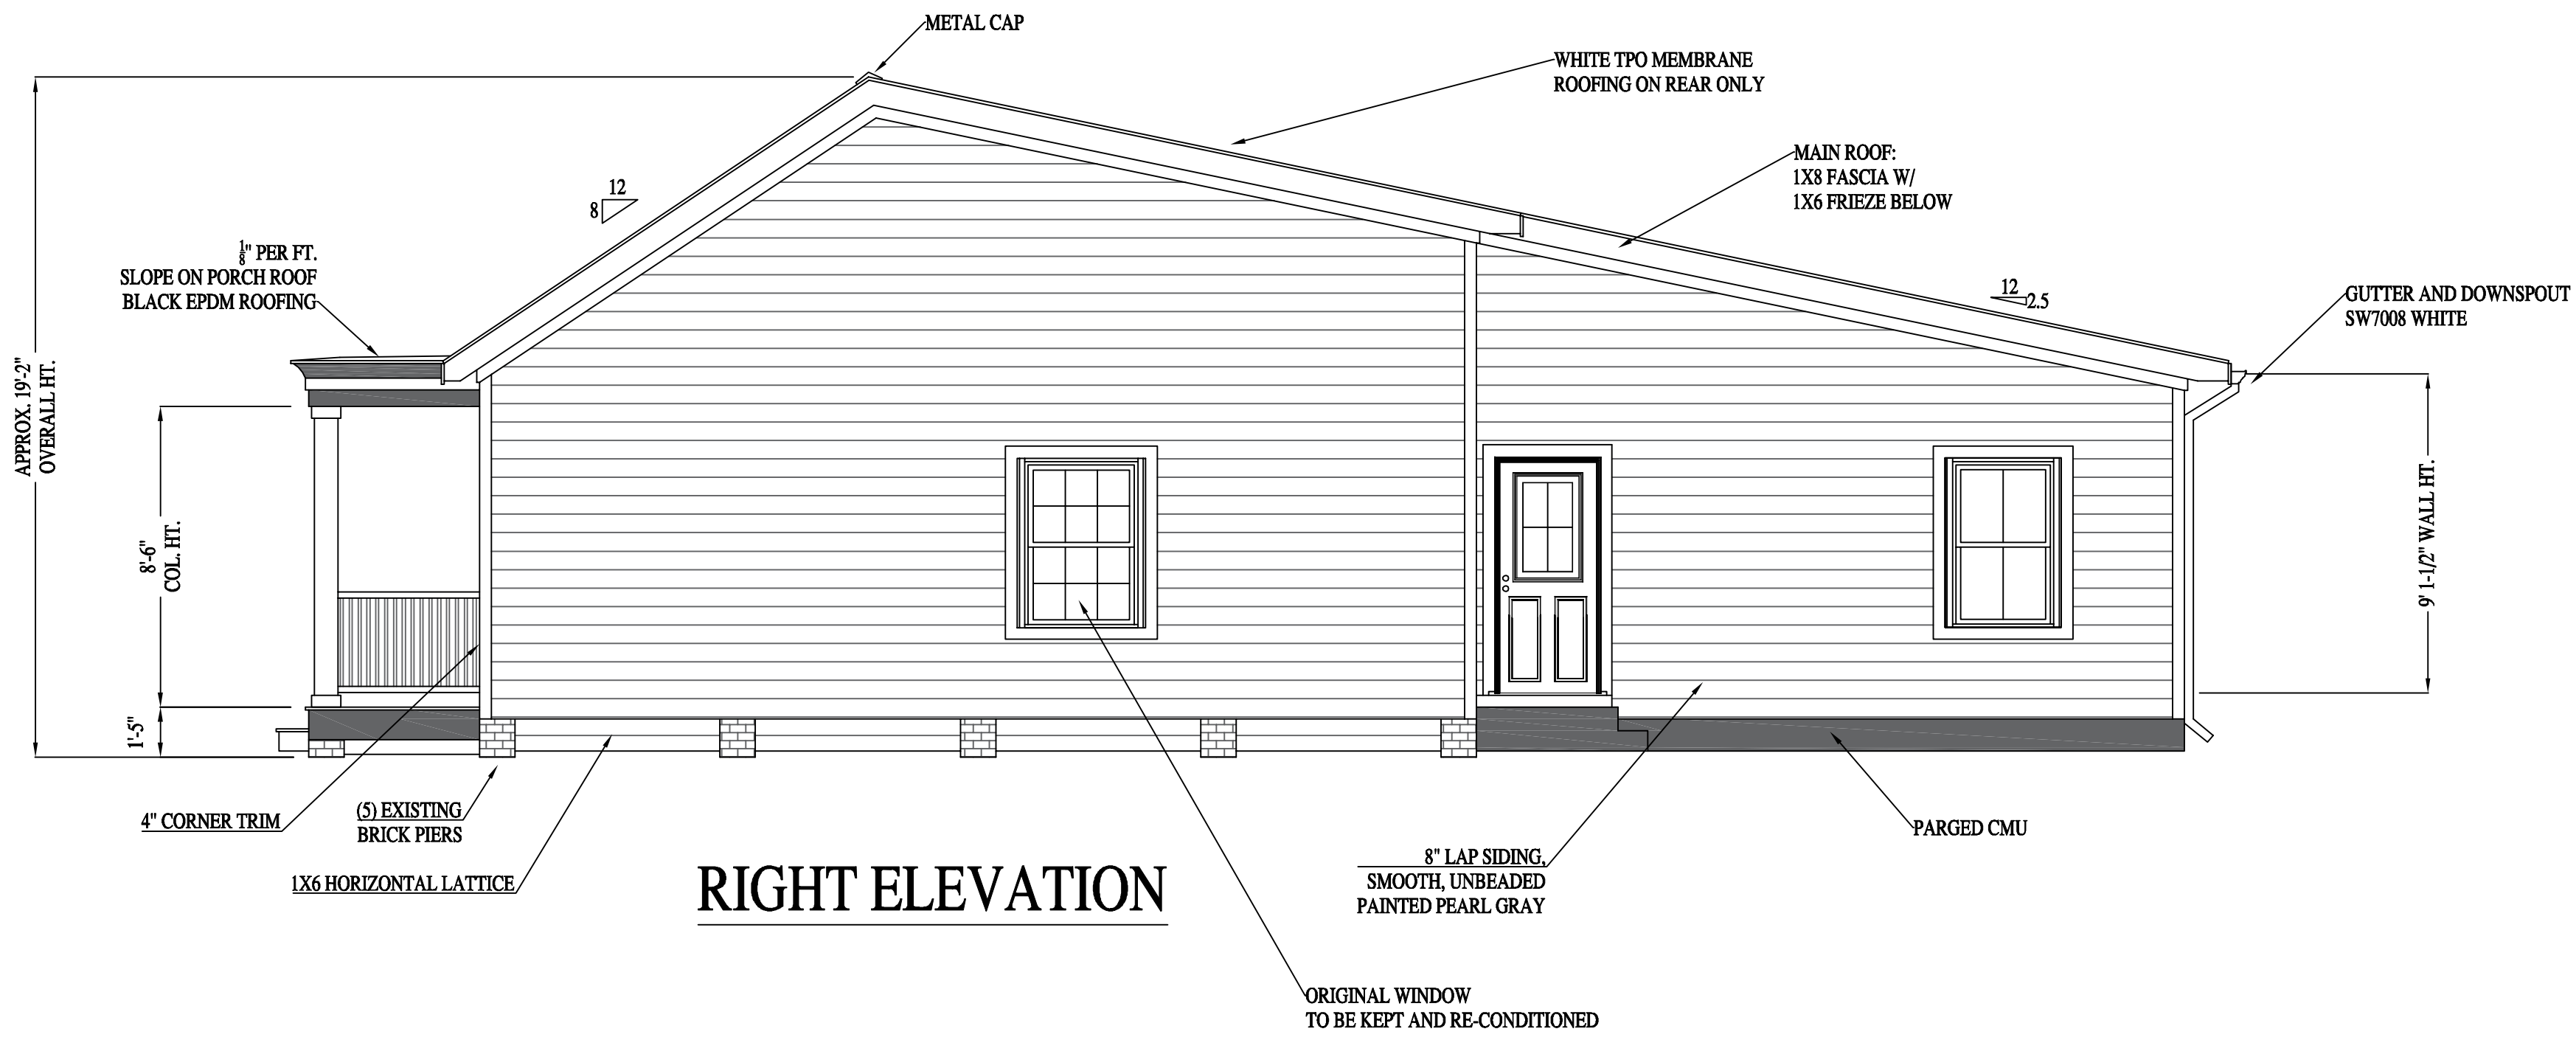 METAL CAP
WHITE TPO MEMBRANE
ROOFING ON REAR ONLY
MAIN ROOF:
1X8 FASCIA W/
1X6 FRIEZE BELOW
12
8
1/8" PER FT.
SLOPE ON PORCH ROOF
BLACK EPDM ROOFING
12
2.5
GUTTER AND DOWNSPOUT
SW7008 WHITE
APPROX. 19'-2"
OVERALL HT.
8'-6"
COL. HT.
1'-5"
9' 1-1/2" WALL HT.
4" CORNER TRIM
(5) EXISTING
BRICK PIERS
1X6 HORIZONTAL LATTICE
PARGED CMU
8" LAP SIDING,
SMOOTH, UNBEADED
PAINTED PEARL GRAY
RIGHT ELEVATION
ORIGINAL WINDOW
TO BE KEPT AND RE-CONDITIONED